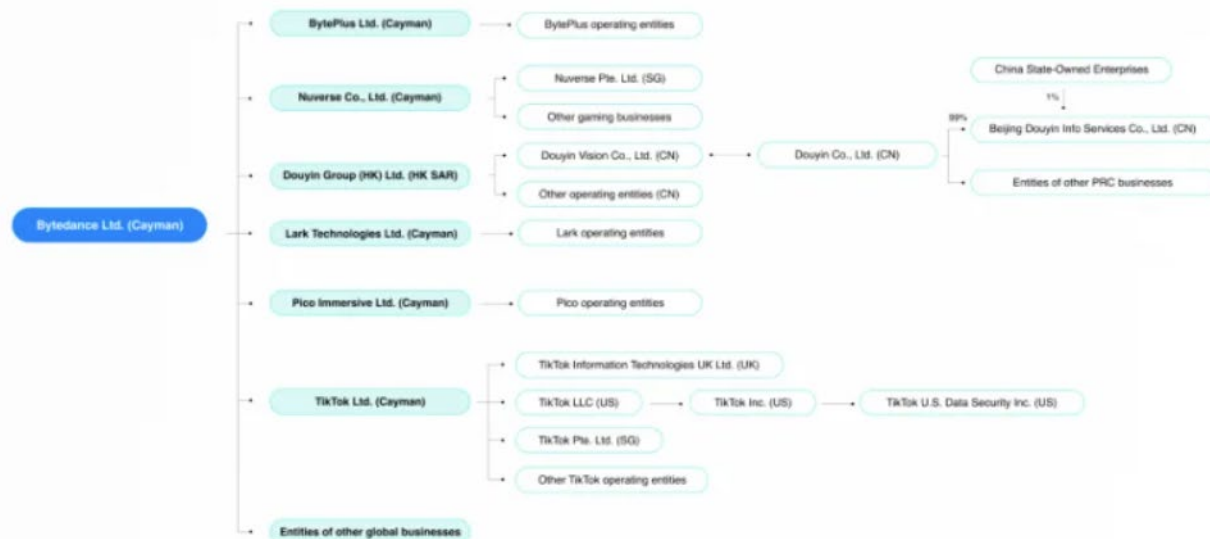 BytePlus Ltd. (Cayman)
BytePlus operating entities
Nuverse Co., Ltd. (Cayman)
Nuverse Pte. Ltd. (SG)
Other gaming businesses
China State-Owned Enterprises
1%
99%
Beijing Douyin Info Services Co., Ltd. (CN)
Douyin Group (HK) Ltd. (HK SAR)
Douyin Vision Co., Ltd. (CN)
Douyin Co., Ltd. (CN)
Other operating entities (CN)
Entities of other PRC businesses
Bytedance Ltd. (Cayman)
Lark Technologies Ltd. (Cayman)
Lark operating entities
Pico Immersive Ltd. (Cayman)
Pico operating entities
TikTok Ltd. (Cayman)
TikTok Information Technologies UK Ltd. (UK)
TikTok LLC (US)
TikTok Inc. (US)
TikTok U.S. Data Security Inc. (US)
TikTok Pte. Ltd. (SG)
Other TikTok operating entities
Entities of other global businesses